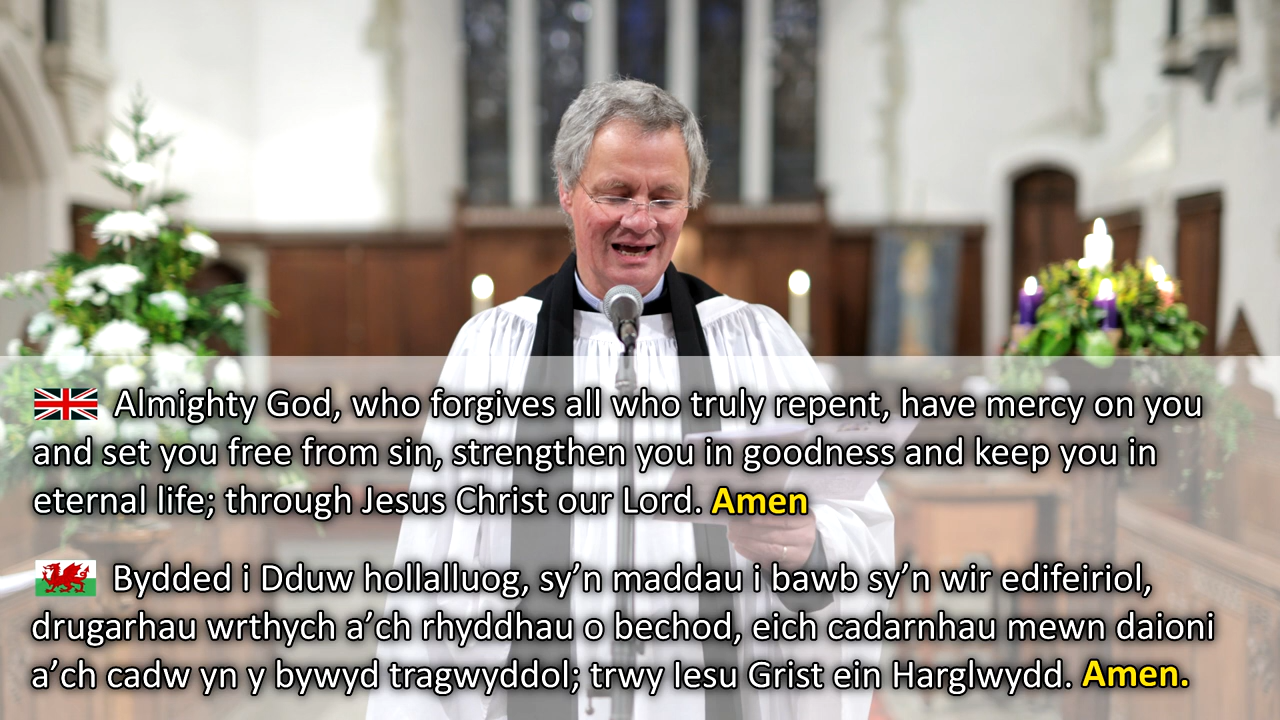 Almighty God, who forgives all who truly repent, have mercy on you
and set you free from sin, strengthen you in goodness and keep you in
eternal life; through Jesus Christ our Lord. Amen
Bydded i Dduw hollalluog, sy’n maddau i bawb sy’n wir edifeiriol,
drugarhau wrthych a’ch rhyddhau o bechod, eich cadarnhau mewn daioni
a’ch cadw yn y bywyd tragwyddol; trwy Iesu Grist ein Harglwydd. Amen.